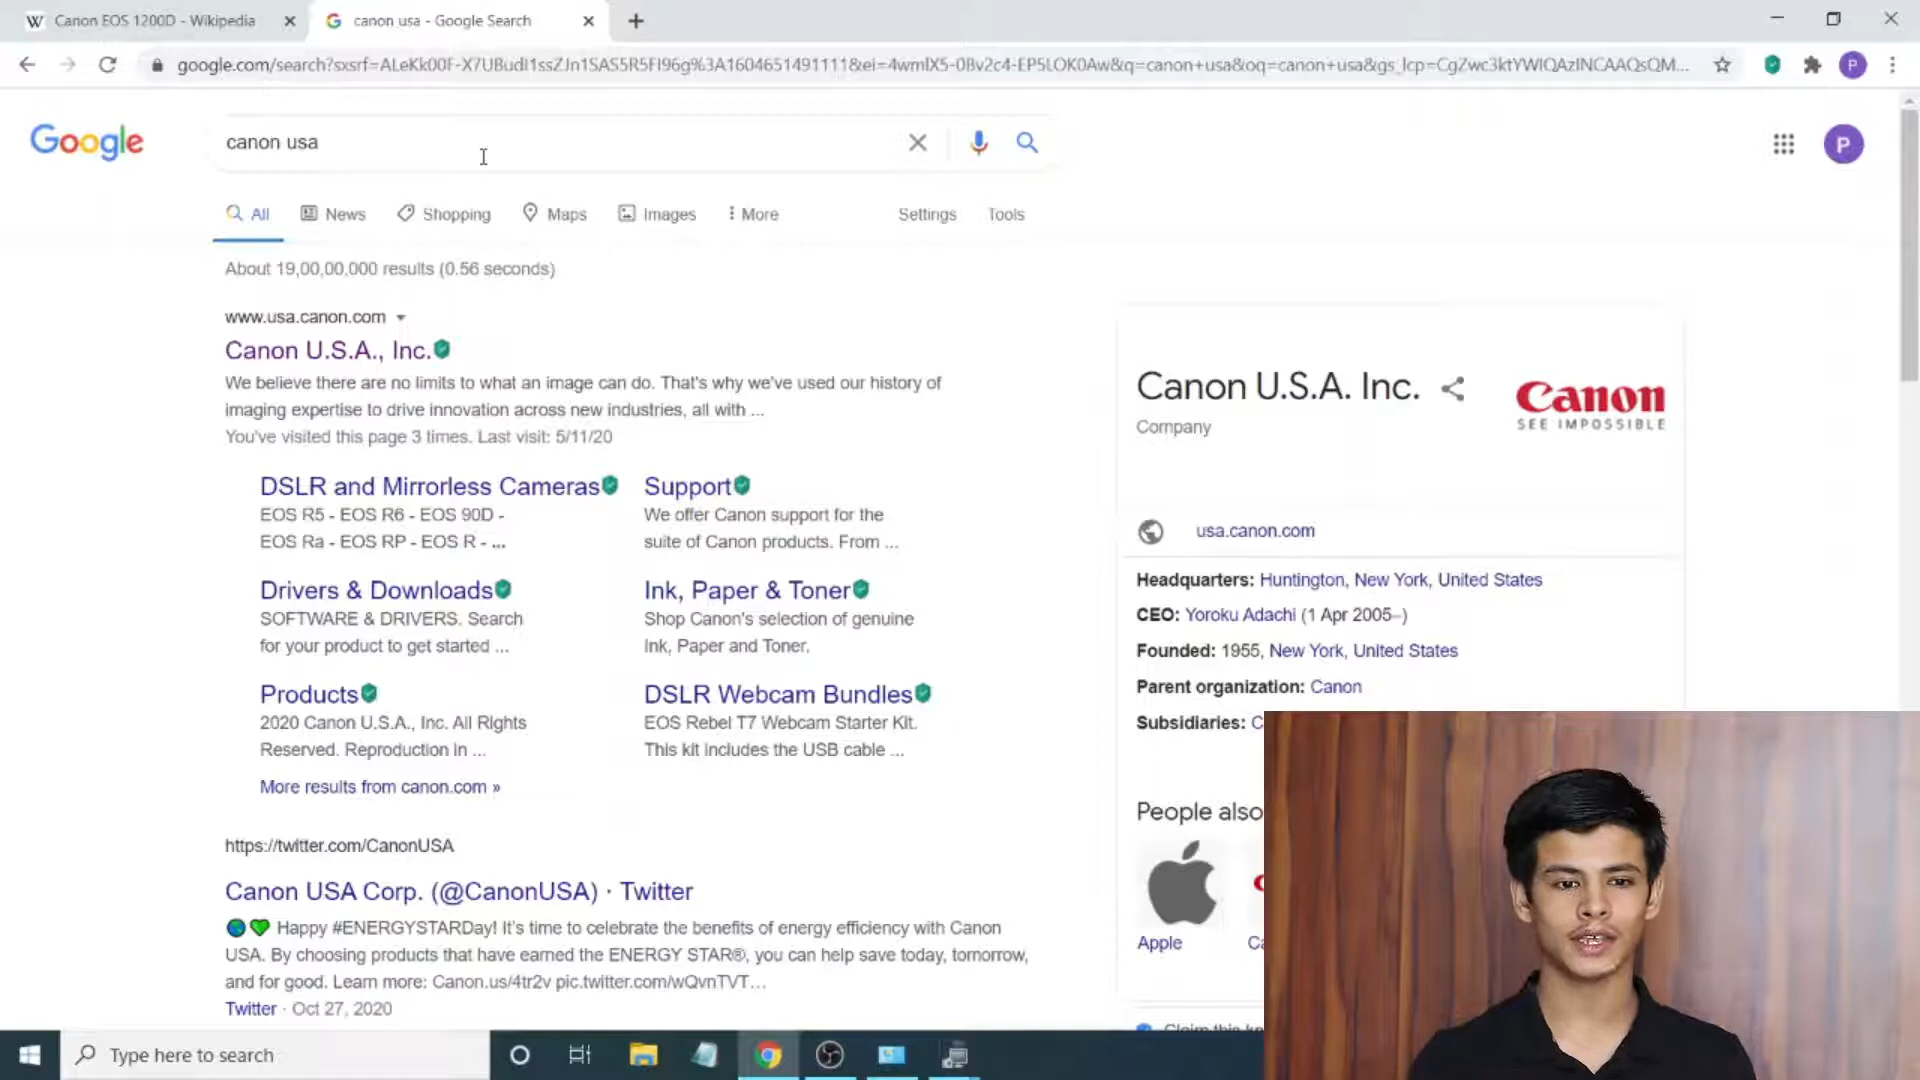 Canon EOS 1200D - Wikipedia
canon usa - Google Search
google.com/search?sxsrf=ALeKk00F-X7UBudI1ssZJn1SAS5R5FI96g%3A1604651491111&ei=4wmlX5-0Bv2c4-EP5LOK0Aw&q=canon+usa&oq=canon+usa&gs_lcp=CgZwc3ktYWIQAzINCAAQsQM...
P
Google
canon usa
P
All
News
Shopping
Maps
Images
More
Settings
Tools
About 19,00,00,000 results (0.56 seconds)
www.usa.canon.com
Canon U.S.A., Inc.
We believe there are no limits to what an image can do. That's why we've used our history of
imaging expertise to drive innovation across new industries, all with ...
You've visited this page 3 times. Last visit: 5/11/20
DSLR and Mirrorless Cameras
EOS R5 - EOS R6 - EOS 90D -
EOS Ra - EOS RP - EOS R - ...
Support
We offer Canon support for the
suite of Canon products. From ...
Drivers & Downloads
SOFTWARE & DRIVERS. Search
for your product to get started ...
Ink, Paper & Toner
Shop Canon's selection of genuine
Ink, Paper and Toner.
Products
2020 Canon U.S.A., Inc. All Rights
Reserved. Reproduction in ...
DSLR Webcam Bundles
EOS Rebel T7 Webcam Starter Kit.
This kit includes the USB cable ...
More results from canon.com »
https://twitter.com/CanonUSA
Canon USA Corp. (@CanonUSA) · Twitter
Happy #ENERGYSTARDay! It's time to celebrate the benefits of energy efficiency with Canon
USA. By choosing products that have earned the ENERGY STAR®, you can help save today, tomorrow,
and for good. Learn more: Canon.us/4tr2v pic.twitter.com/wQvnTVT...
Twitter · Oct 27, 2020
Canon U.S.A. Inc.
Company
Canon
SEE IMPOSSIBLE
usa.canon.com
Headquarters: Huntington, New York, United States
CEO: Yoroku Adachi (1 Apr 2005–)
Founded: 1955, New York, United States
Parent organization: Canon
Subsidiaries: C
People also
Apple
Ca
Claim this kn
Type here to search